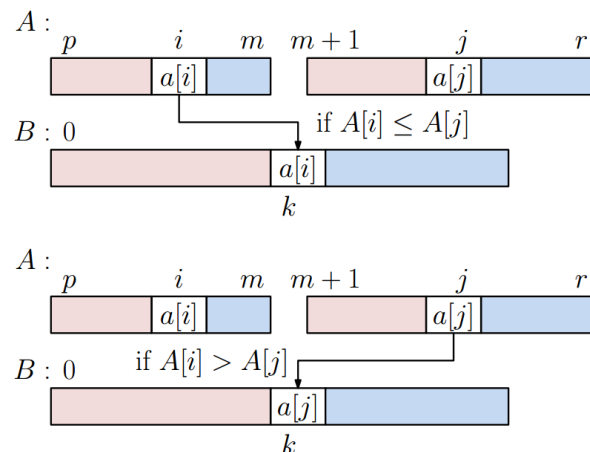 A :
p i m m + 1 j r
a[i] a[j]
if A[i] ≤ A[j]
B : 0
a[i]
k
A :
p i m m + 1 j r
a[i] a[j]
if A[i] > A[j]
B : 0
a[j]
k